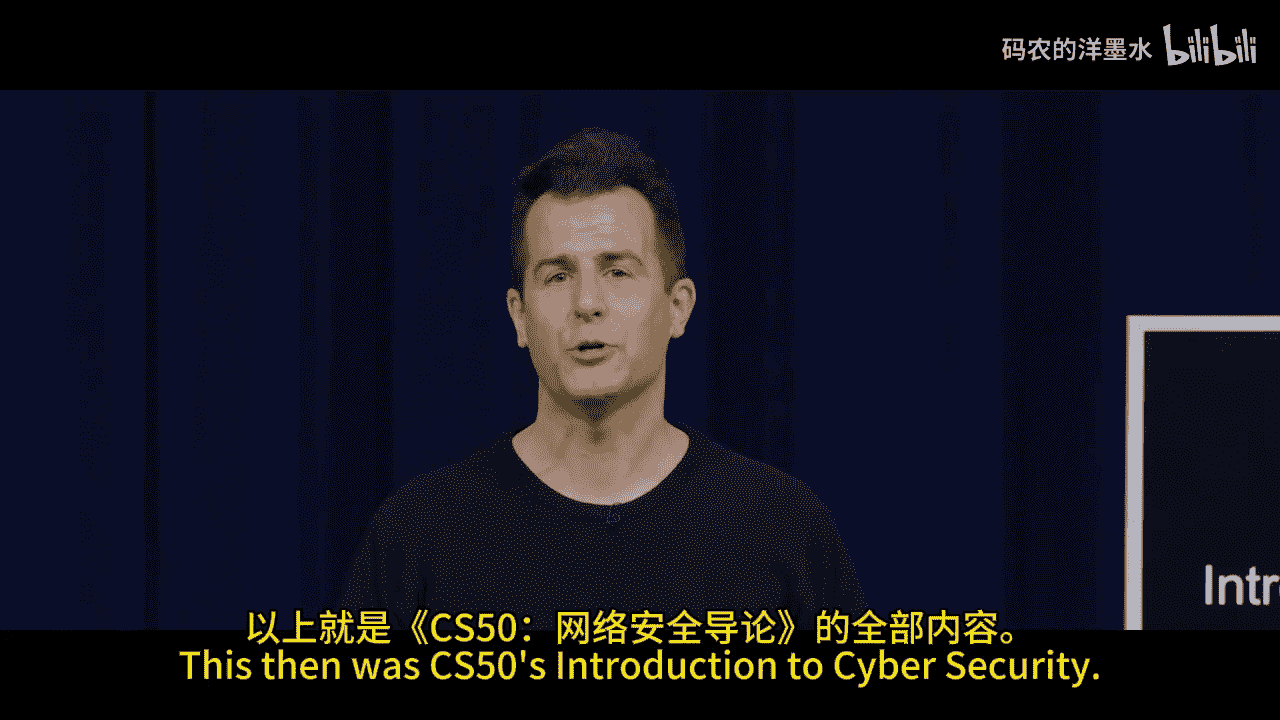 码农的洋墨水 bilibili
Intr
以上就是《CS50：网络安全导论》的全部内容。
This then was CS50's Introduction to Cyber Security.